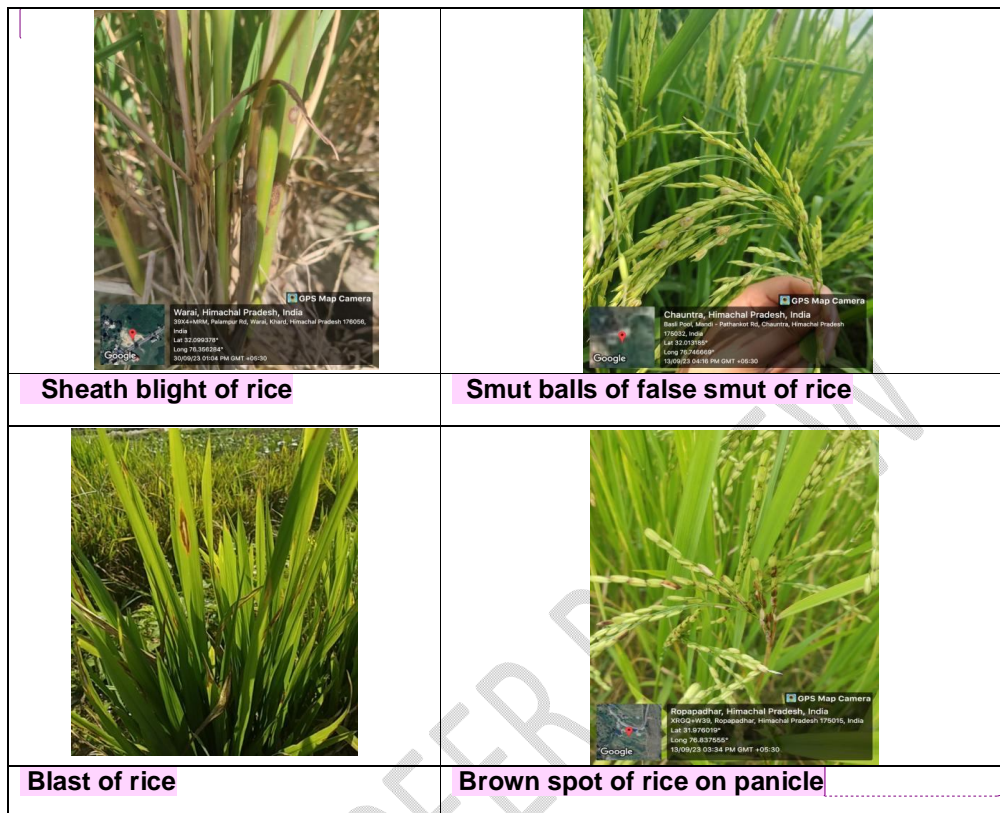 GPS Map Camera
Warai, Himachal Pradesh, India
39X4+MRM, Palampur Rd, Warai, Khard, Himachal Pradesh 176056,
India
Lat 32.099378°
Long 76.356284°
30/09/23 01:04 PM GMT +05:30
Google
GPS Map Camera
Chauntra, Himachal Pradesh, India
Basli Pool, Mandi - Pathankot Rd, Chauntra, Himachal Pradesh
175032, India
Lat 32.013185°
Long 76.746669°
13/09/23 04:16 PM GMT +05:30
Google
Sheath blight of rice
Smut balls of false smut of rice
GPS Map Camera
Ropapadhar, Himachal Pradesh, India
XRGQ+W39, Ropapadhar, Himachal Pradesh 175015, India
Lat 31.976019°
Long 76.837555°
13/09/23 03:34 PM GMT +05:30
Google
Blast of rice
Brown spot of rice on panicle